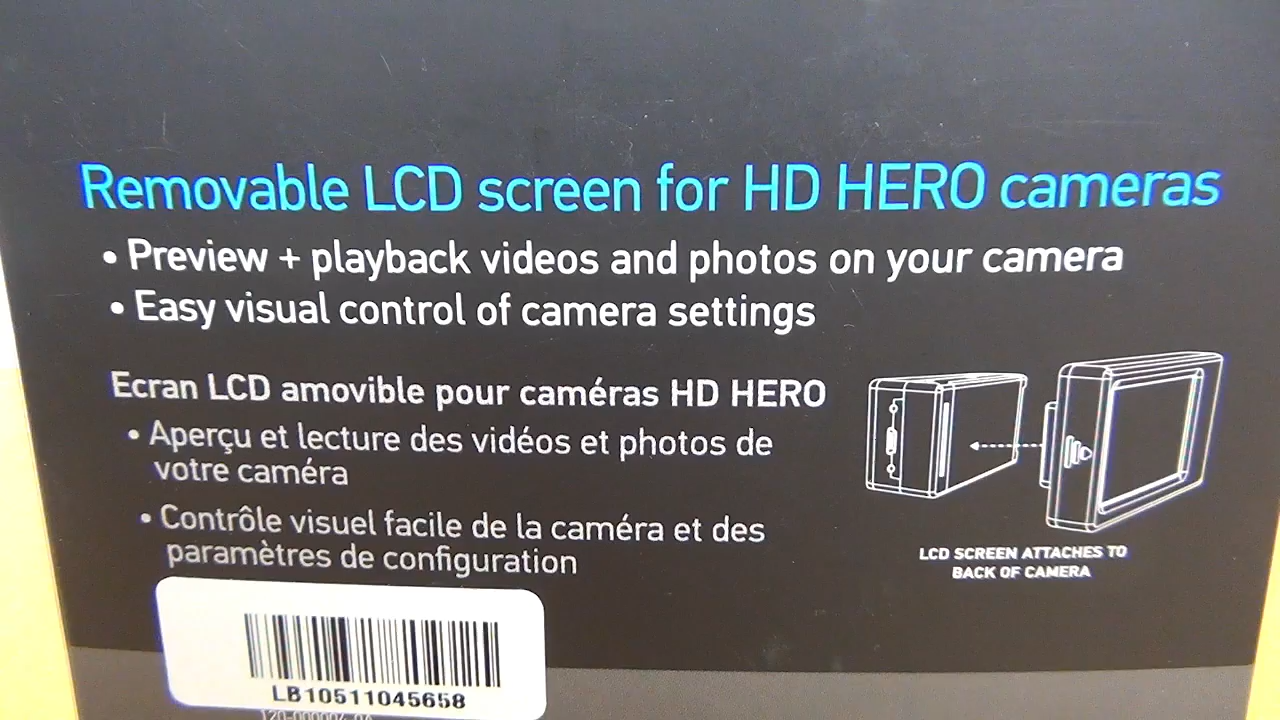 Removable LCD screen for HD HERO cameras
• Preview + playback videos and photos on your camera
• Easy visual control of camera settings
Ecran LCD amovible pour caméras HD HERO
• Aperçu et lecture des vidéos et photos de
votre caméra
• Contrôle visuel facile de la caméra et des
paramètres de configuration
LCD SCREEN ATTACHES TO
BACK OF CAMERA
LB10511045658